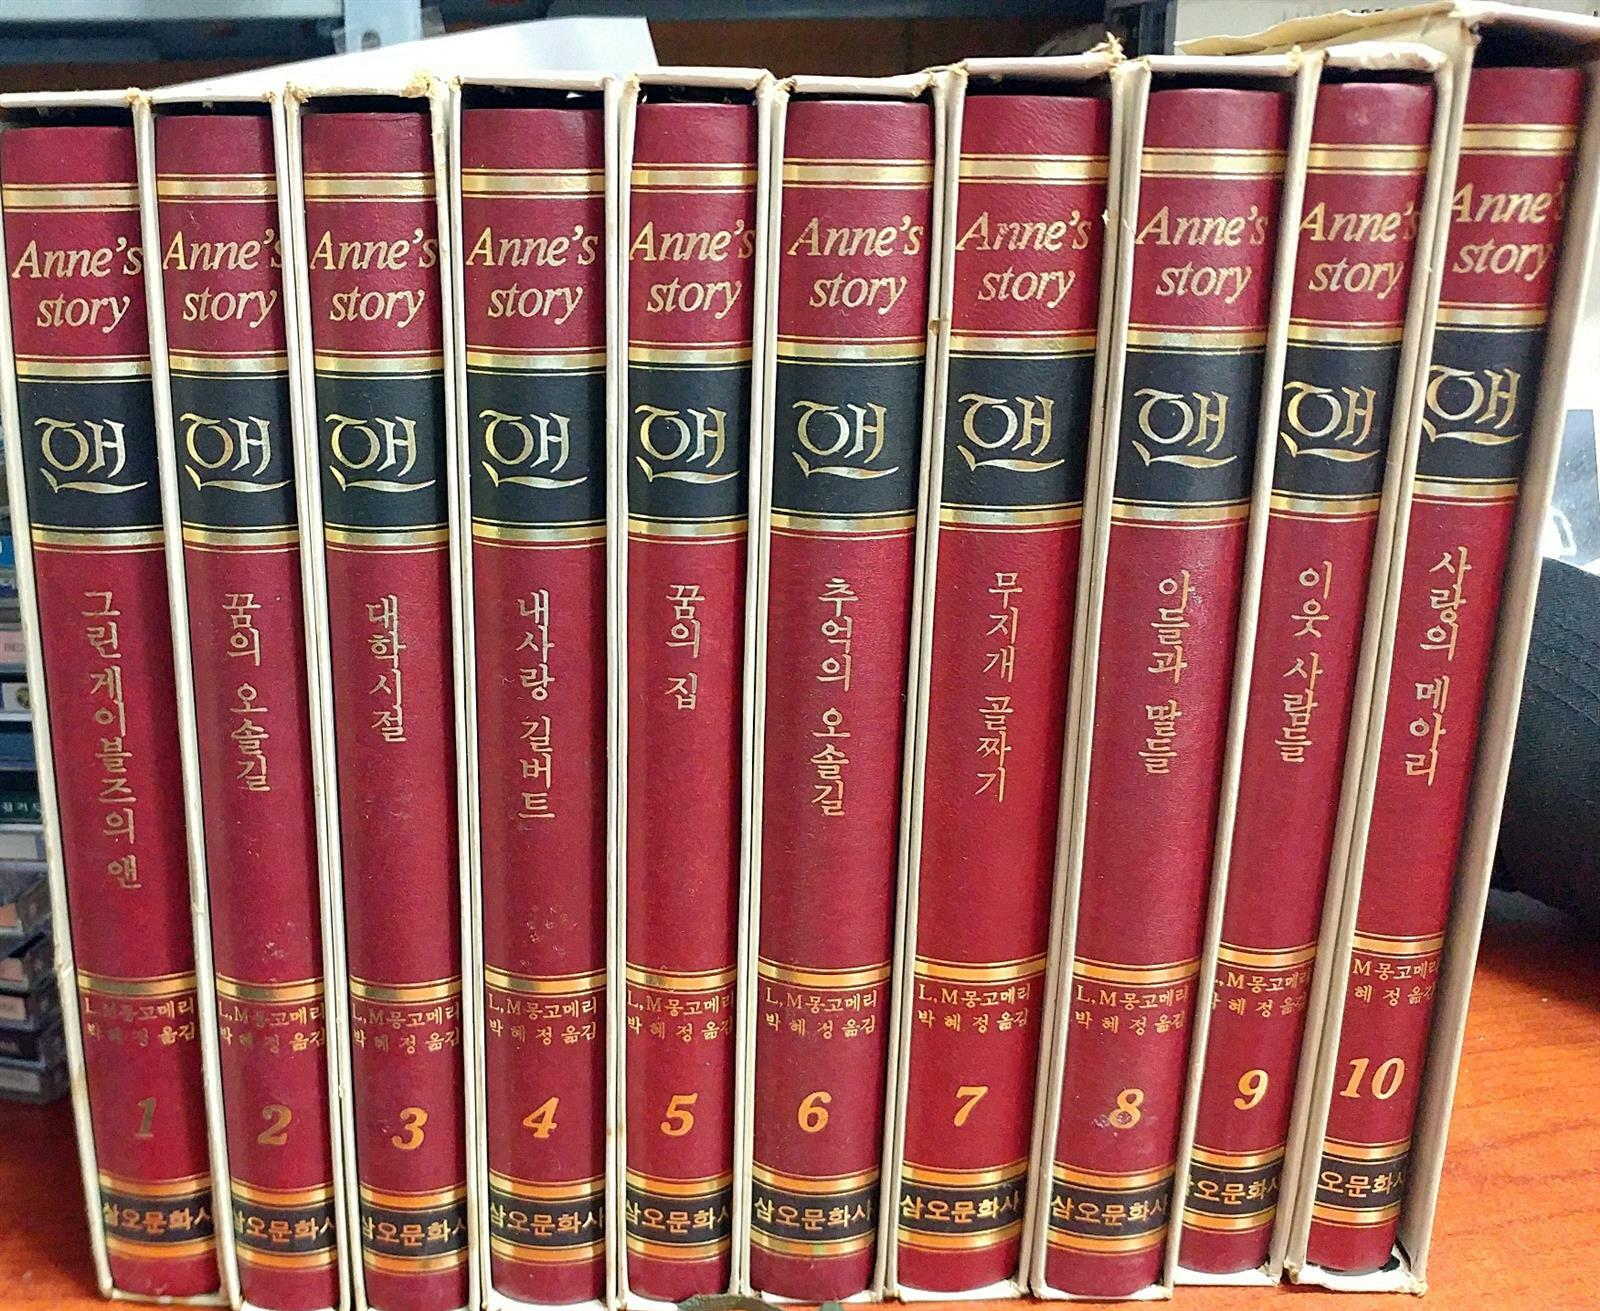 Anne's
story
앤
그린 게이블즈의 앤
L,M몽고메리
박혜정 옮김
1
삼오문화사
Anne's
story
앤
꿈의 오솔길
L,M몽고메리
박혜정 옮김
2
삼오문화사
Anne's
story
앤
대학시절
L,M몽고메리
박혜정 옮김
3
삼오문화사
Anne's
story
앤
내사랑 길버트
L,M몽고메리
박혜정 옮김
4
삼오문화사
Anne's
story
앤
꿈의 집
L,M몽고메리
박혜정 옮김
5
삼오문화사
Anne's
story
앤
추억의 오솔길
L,M몽고메리
박혜정 옮김
6
삼오문화사
Anne's
story
앤
무지개 골짜기
L,M몽고메리
박혜정 옮김
7
삼오문화사
Anne's
story
앤
아들과 딸들
L,M몽고메리
박혜정 옮김
8
삼오문화사
Anne's
story
앤
이웃 사람들
L,M몽고메리
박혜정 옮김
9
삼오문화사
Anne's
story
앤
사랑의 메아리
M몽고메리
혜정 옮김
10
오문화사